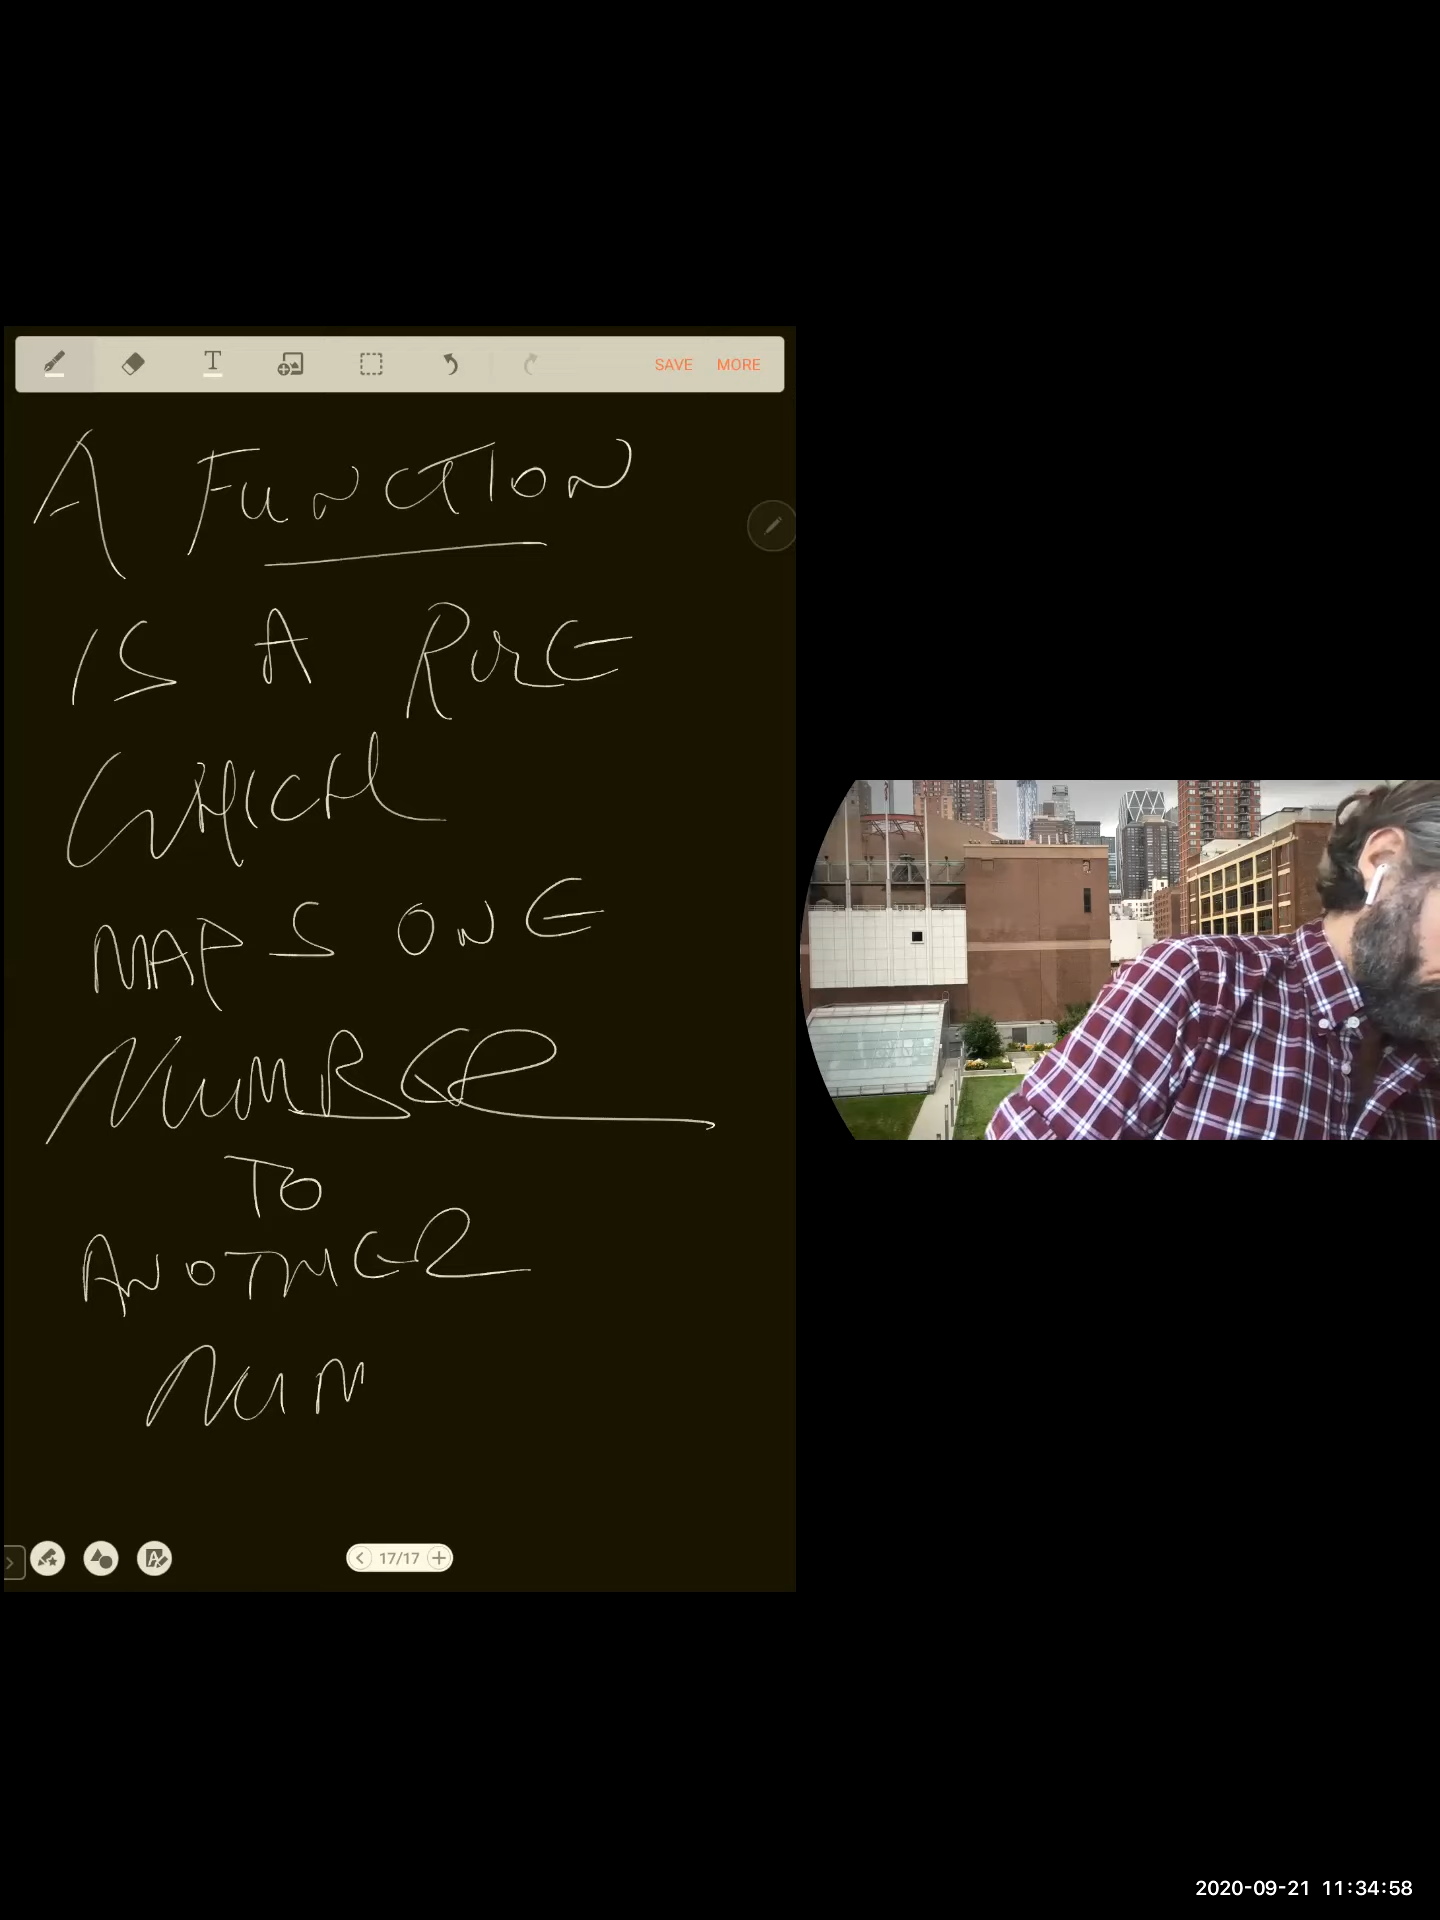 T
SAVE MORE
A FUNCTION
IS A RULE
WHICH
MAPS ONE
NUMBER
TO
ANOTHER
NUM
A
17/17
2020-09-21 11:34:58